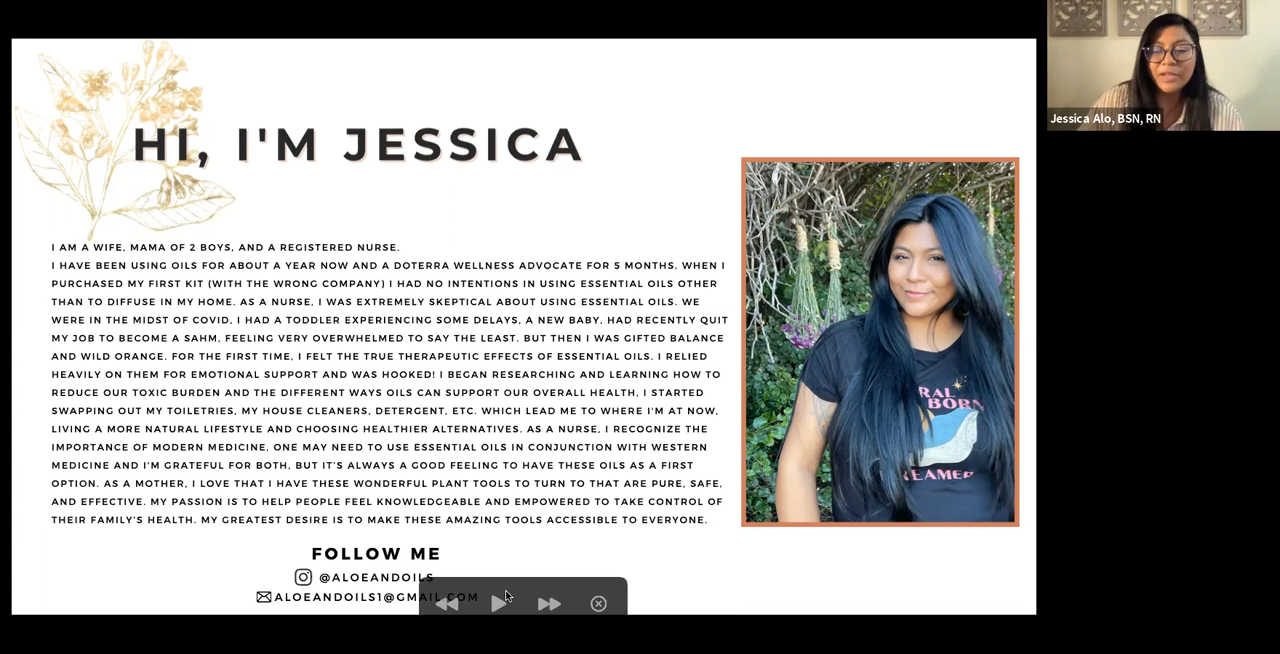 HI, I'M JESSICA
I AM A WIFE, MAMA OF 2 BOYS, AND A REGISTERED NURSE.
I HAVE BEEN USING OILS FOR ABOUT A YEAR NOW AND A DOTERRA WELLNESS ADVOCATE FOR 5 MONTHS. WHEN I
PURCHASED MY FIRST KIT (WITH THE WRONG COMPANY) I HAD NO INTENTIONS IN USING ESSENTIAL OILS OTHER
THAN TO DIFFUSE IN MY HOME. AS A NURSE, I WAS EXTREMELY SKEPTICAL ABOUT USING ESSENTIAL OILS. WE
WERE IN THE MIDST OF COVID, I HAD A TODDLER EXPERIENCING SOME DELAYS, A NEW BABY, HAD RECENTLY QUIT
MY JOB TO BECOME A SAHM, FEELING VERY OVERWHELMED TO SAY THE LEAST. BUT THEN I WAS GIFTED BALANCE
AND WILD ORANGE. FOR THE FIRST TIME, I FELT THE TRUE THERAPEUTIC EFFECTS OF ESSENTIAL OILS. I RELIED
HEAVILY ON THEM FOR EMOTIONAL SUPPORT AND WAS HOOKED! I BEGAN RESEARCHING AND LEARNING HOW TO
REDUCE OUR TOXIC BURDEN AND THE DIFFERENT WAYS OILS CAN SUPPORT OUR OVERALL HEALTH, I STARTED
SWAPPING OUT MY TOILETRIES, MY HOUSE CLEANERS, DETERGENT, ETC. WHICH LEAD ME TO WHERE I'M AT NOW,
LIVING A MORE NATURAL LIFESTYLE AND CHOOSING HEALTHIER ALTERNATIVES. AS A NURSE, I RECOGNIZE THE
IMPORTANCE OF MODERN MEDICINE, ONE MAY NEED TO USE ESSENTIAL OILS IN CONJUNCTION WITH WESTERN
MEDICINE AND I'M GRATEFUL FOR BOTH, BUT IT'S ALWAYS A GOOD FEELING TO HAVE THESE OILS AS A FIRST
OPTION. AS A MOTHER, I LOVE THAT I HAVE THESE WONDERFUL PLANT TOOLS TO TURN TO THAT ARE PURE, SAFE,
AND EFFECTIVE. MY PASSION IS TO HELP PEOPLE FEEL KNOWLEDGEABLE AND EMPOWERED TO TAKE CONTROL OF
THEIR FAMILY'S HEALTH. MY GREATEST DESIRE IS TO MAKE THESE AMAZING TOOLS ACCESSIBLE TO EVERYONE.
FOLLOW ME
@ALOEANDOILS
ALOEANDOILS1@GMAIL.COM
RAL
BORN
REAMER
Jessica Alo, BSN, RN